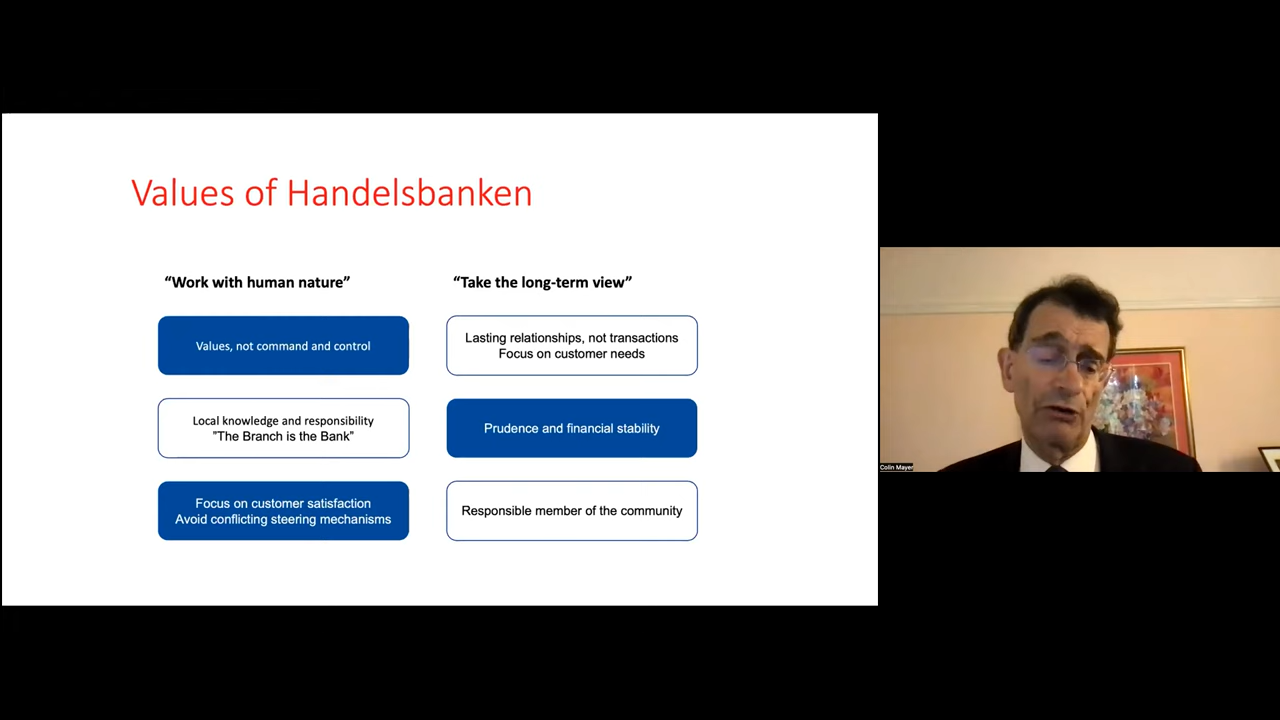 Values of Handelsbanken
“Work with human nature”
“Take the long-term view”
Values, not command and control
Lasting relationships, not transactions
Focus on customer needs
Local knowledge and responsibility
"The Branch is the Bank”
Prudence and financial stability
Focus on customer satisfaction
Avoid conflicting steering mechanisms
Responsible member of the community
Colin Mayer